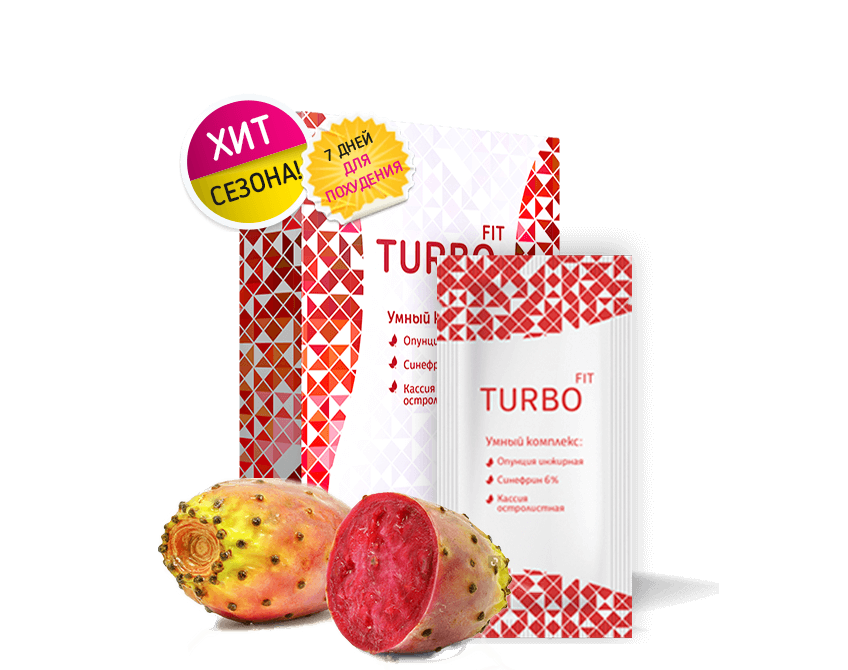 ХИТ
СЕЗОНА!
7 ДНЕЙ
ДЛЯ
ПОХУДЕНИЯ
TURBO FIT
Умный
TURBO FIT
Умный комплекс:
Опунция инжирная
Синефрин 6%
Кассия
остролистная
Кассия